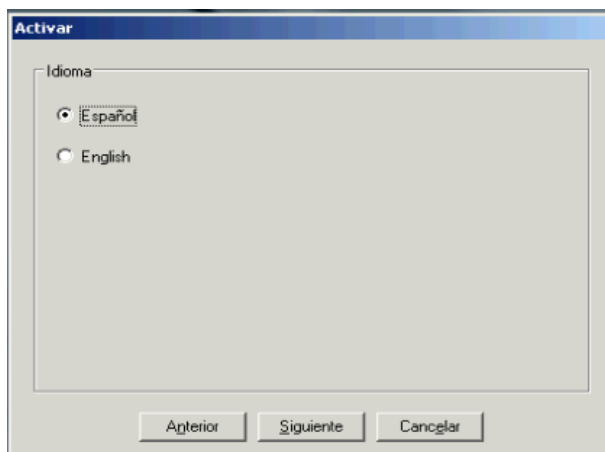 Activar
Idioma
Español
English
Anterior Siguiente Cancelar